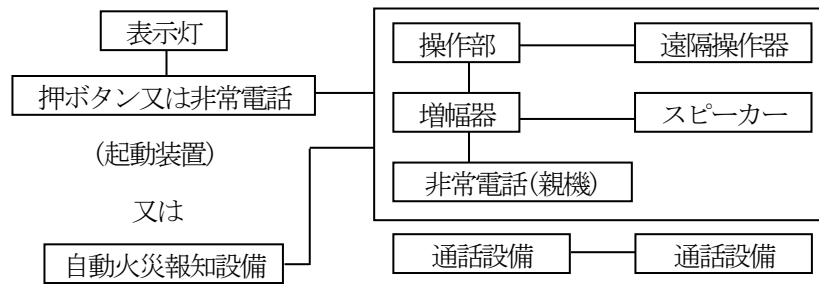 表示灯
押ボタン又は非常電話
(起動装置)
又は
自動火災報知設備
操作部
遠隔操作器
増幅器
スピーカー
非常電話(親機)
通話設備
通話設備